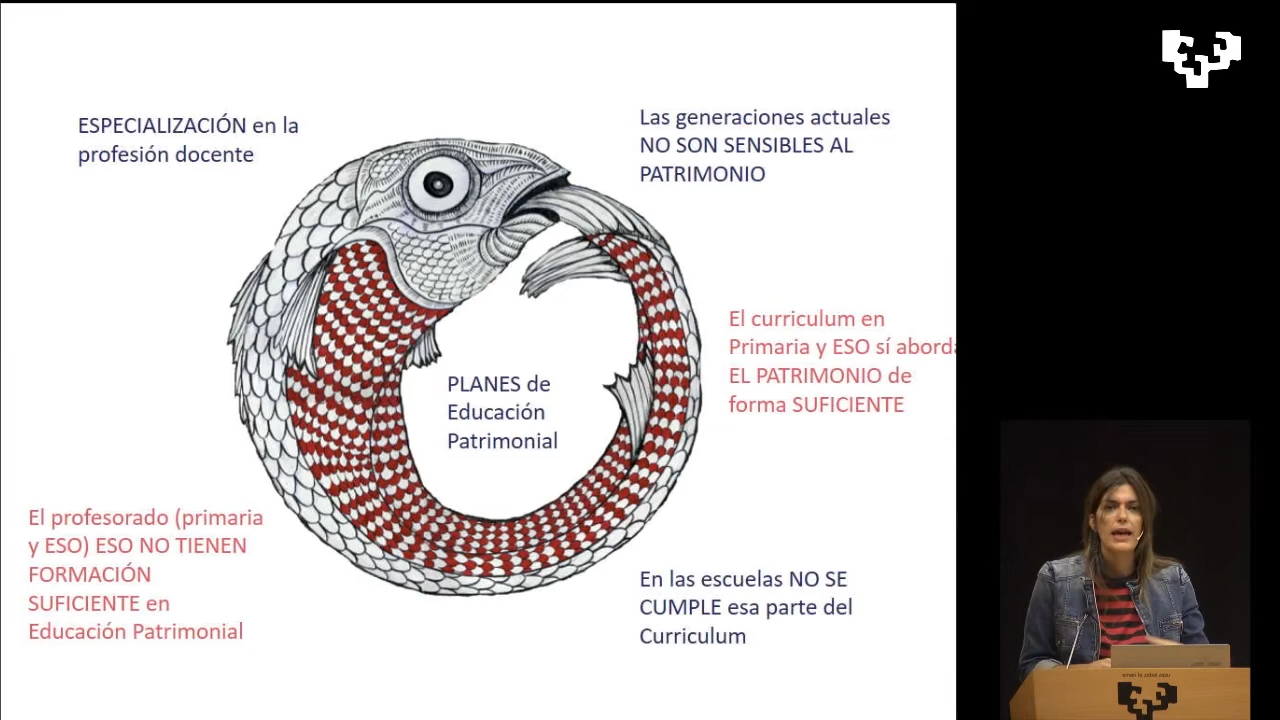 ESPECIALIZACIÓN en la
profesión docente
Las generaciones actuales
NO SON SENSIBLES AL
PATRIMONIO
El curriculum en
Primaria y ESO sí aborda
EL PATRIMONIO de
forma SUFICIENTE
PLANES de
Educación
Patrimonial
El profesorado (primaria
y ESO) ESO NO TIENEN
FORMACIÓN
SUFICIENTE en
Educación Patrimonial
En las escuelas NO SE
CUMPLE esa parte del
Curriculum